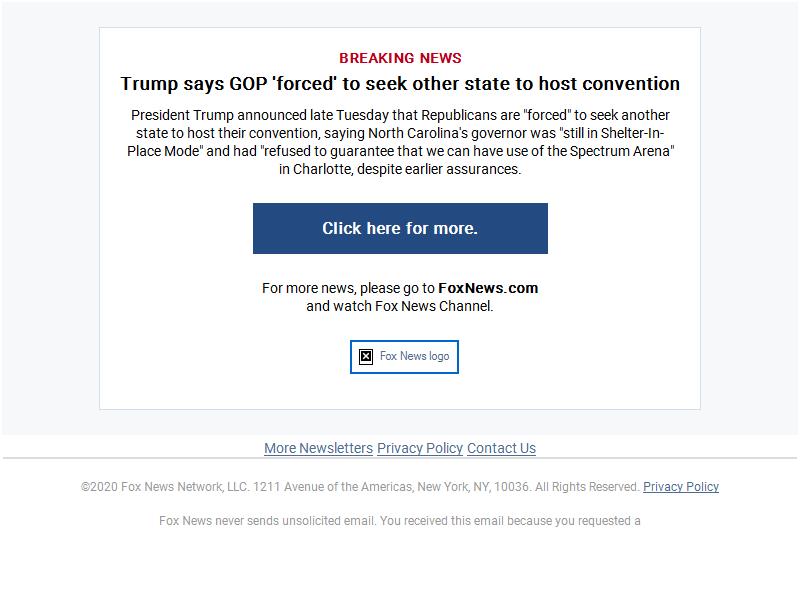 BREAKING NEWS
Trump says GOP 'forced' to seek other state to host convention
President Trump announced late Tuesday that Republicans are "forced" to seek another
state to host their convention, saying North Carolina's governor was "still in Shelter-In-
Place Mode" and had "refused to guarantee that we can have use of the Spectrum Arena"
in Charlotte, despite earlier assurances.
Click here for more.
For more news, please go to FoxNews.com
and watch Fox News Channel.
Fox News logo
More Newsletters Privacy Policy Contact Us
©2020 Fox News Network, LLC. 1211 Avenue of the Americas, New York, NY, 10036. All Rights Reserved. Privacy Policy
Fox News never sends unsolicited email. You received this email because you requested a